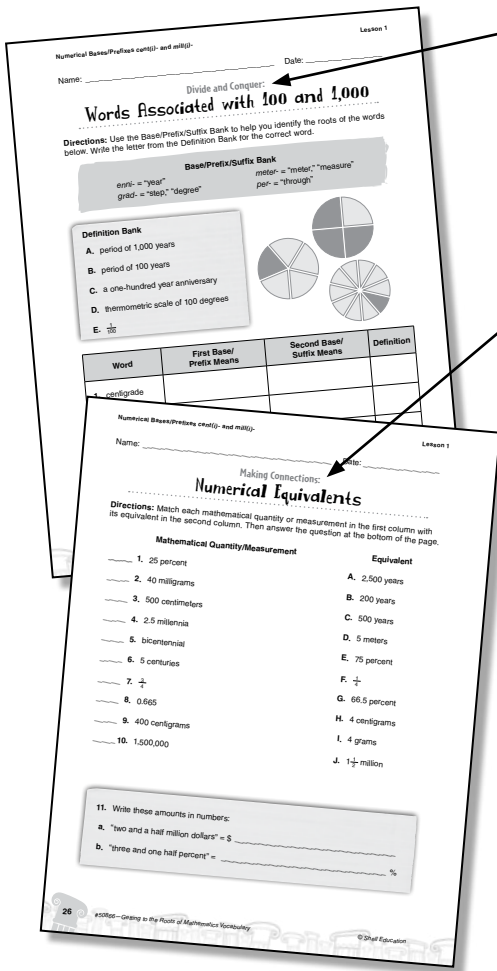 Numerical Bases/Prefixes cent(i)- and mill(i)-
Lesson 1
Name:
Date:
Divide and Conquer:
Words Associated with 100 and 1,000
Directions: Use the Base/Prefix/Suffix Bank to help you identify the roots of the words
below. Write the letter from the Definition Bank for the correct word.
Base/Prefix/Suffix Bank
enni- = "year"
meter- = "meter," "measure"
grad- = "step," "degree"
per- = "through"
Definition Bank
A. period of 1,000 years
B. period of 100 years
C. a one-hundred year anniversary
D. thermometric scale of 100 degrees
E. 1/100
Word
First Base/
Prefix Means
Second Base/
Suffix Means
Definition
1. centigrade
Numerical Bases/Prefixes cent(i)- and mill(i)-
Lesson 1
Name:
Date:
Making Connections:
Numerical Equivalents
Directions: Match each mathematical quantity or measurement in the first column with
its equivalent in the second column. Then answer the question at the bottom of the page.
Mathematical Quantity/Measurement
1. 25 percent
2. 40 milligrams
3. 500 centimeters
4. 2.5 millennia
5. bicentennial
6. 5 centuries
7. 3/4
8. 0.665
9. 400 centigrams
10. 1,500,000
Equivalent
A. 2,500 years
B. 200 years
C. 500 years
D. 5 meters
E. 75 percent
F. 1/4
G. 66.5 percent
H. 4 centigrams
I. 4 grams
J. 1 1/2 million
11. Write these amounts in numbers:
a. "two and a half million dollars" = $
b. "three and one half percent" = %
26
#50866—Getting to the Roots of Mathematics Vocabulary
© Shell Education